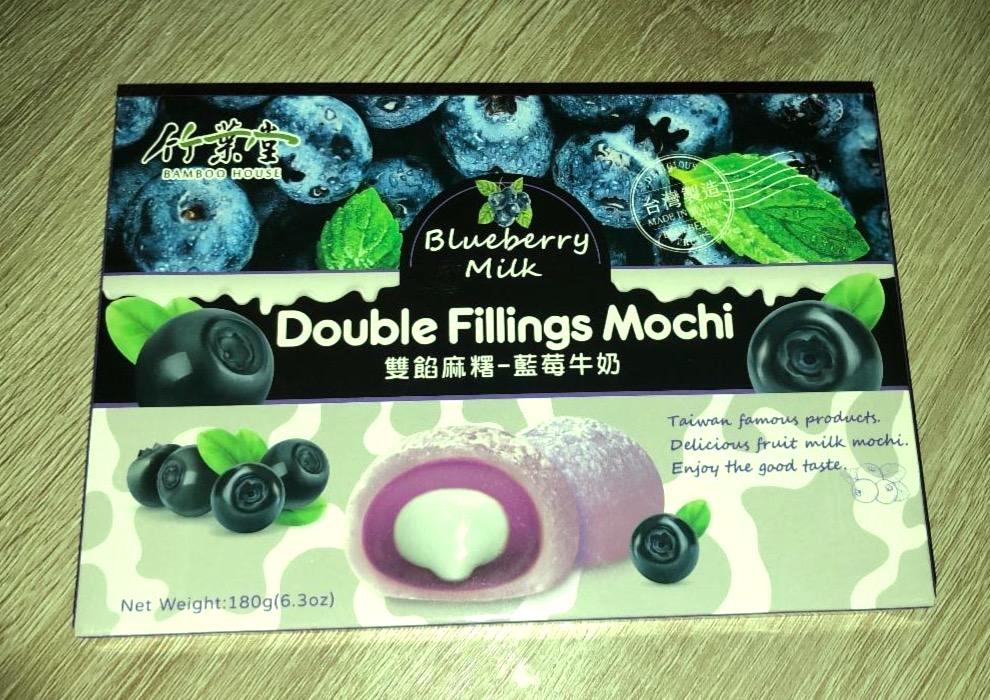 竹葉堂
BAMBOO HOUSE
台灣製造
MADE IN TAIWAN
Blueberry
Milk
Double Fillings Mochi
雙餡麻糬-藍莓牛奶
Taiwan famous products.
Delicious fruit milk mochi.
Enjoy the good taste.
Net Weight:180g(6.3oz)